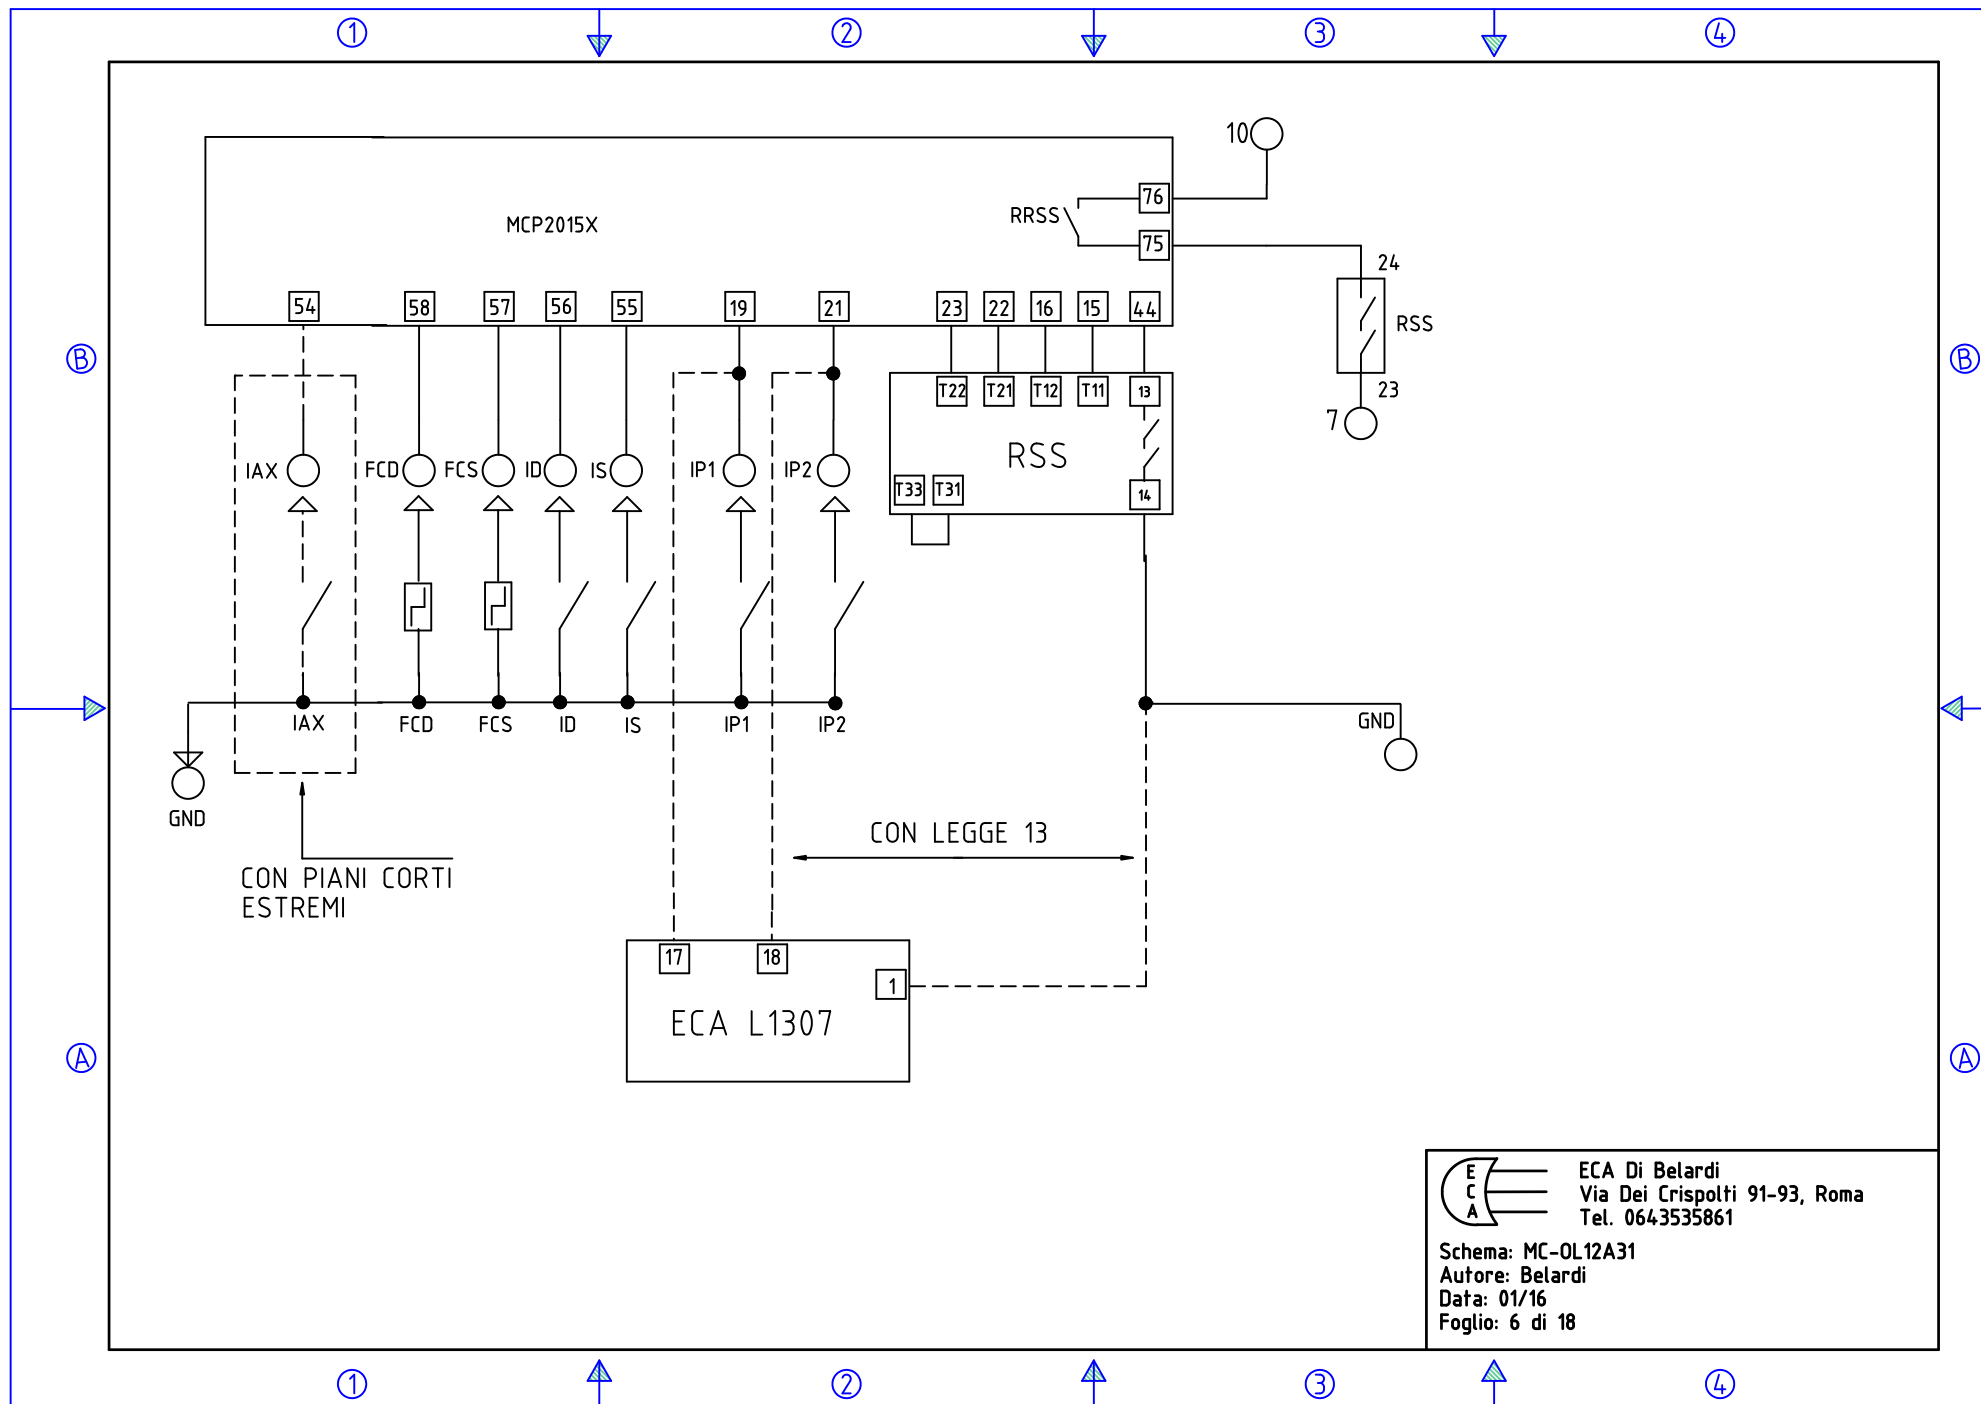 1 2 3 4
10
76
RRSS
MCP2015X
75
24
54 58 57 56 55 19 21 23 22 16 15 44
RSS
B B
T22 T21 T12 T11 13
23
7
RSS
IAX FCD FCS ID IS IP1 IP2
T33 T31 14
IAX FCD FCS ID IS IP1 IP2
GND
GND
CON LEGGE 13
CON PIANI CORTI
ESTREMI
17 18
1
ECA L1307
A A
E
C
A
ECA Di Belardi
Via Dei Crispolti 91-93, Roma
Tel. 0643535861
Schema: MC-OL12A31
Autore: Belardi
Data: 01/16
Foglio: 6 di 18
1 2 3 4